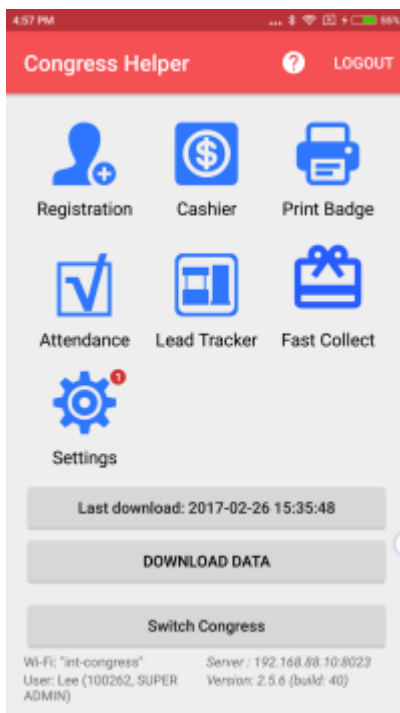 4:57 PM ... 55%
Congress Helper ? LOGOUT
Registration Cashier Print Badge
Attendance Lead Tracker Fast Collect
1
Settings
Last download: 2017-02-26 15:35:48
DOWNLOAD DATA
Switch Congress
Wi-Fi: "int-congress" Server : 192.168.88.10:8023
User: Lee (100262, SUPER Version: 2.5.6 (build: 40)
ADMIN)